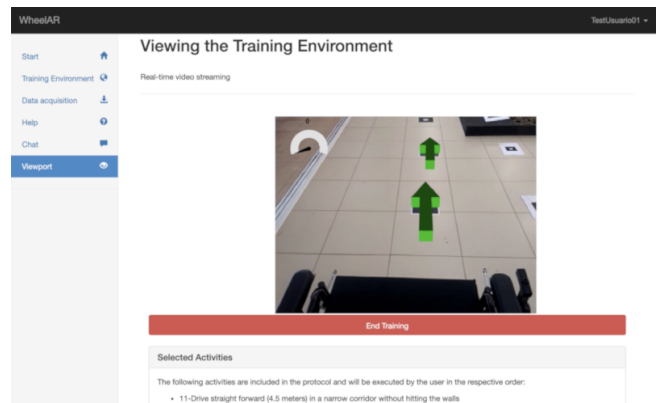 WheelAR
TestUsuario01
Viewing the Training Environment
Start
Training Environment
Data acquisition
Help
Chat
Viewport
Real-time video streaming
End Training
Selected Activities
The following activities are included in the protocol and will be executed by the user in the respective order:
• 11-Drive straight forward (4.5 meters) in a narrow corridor without hitting the walls